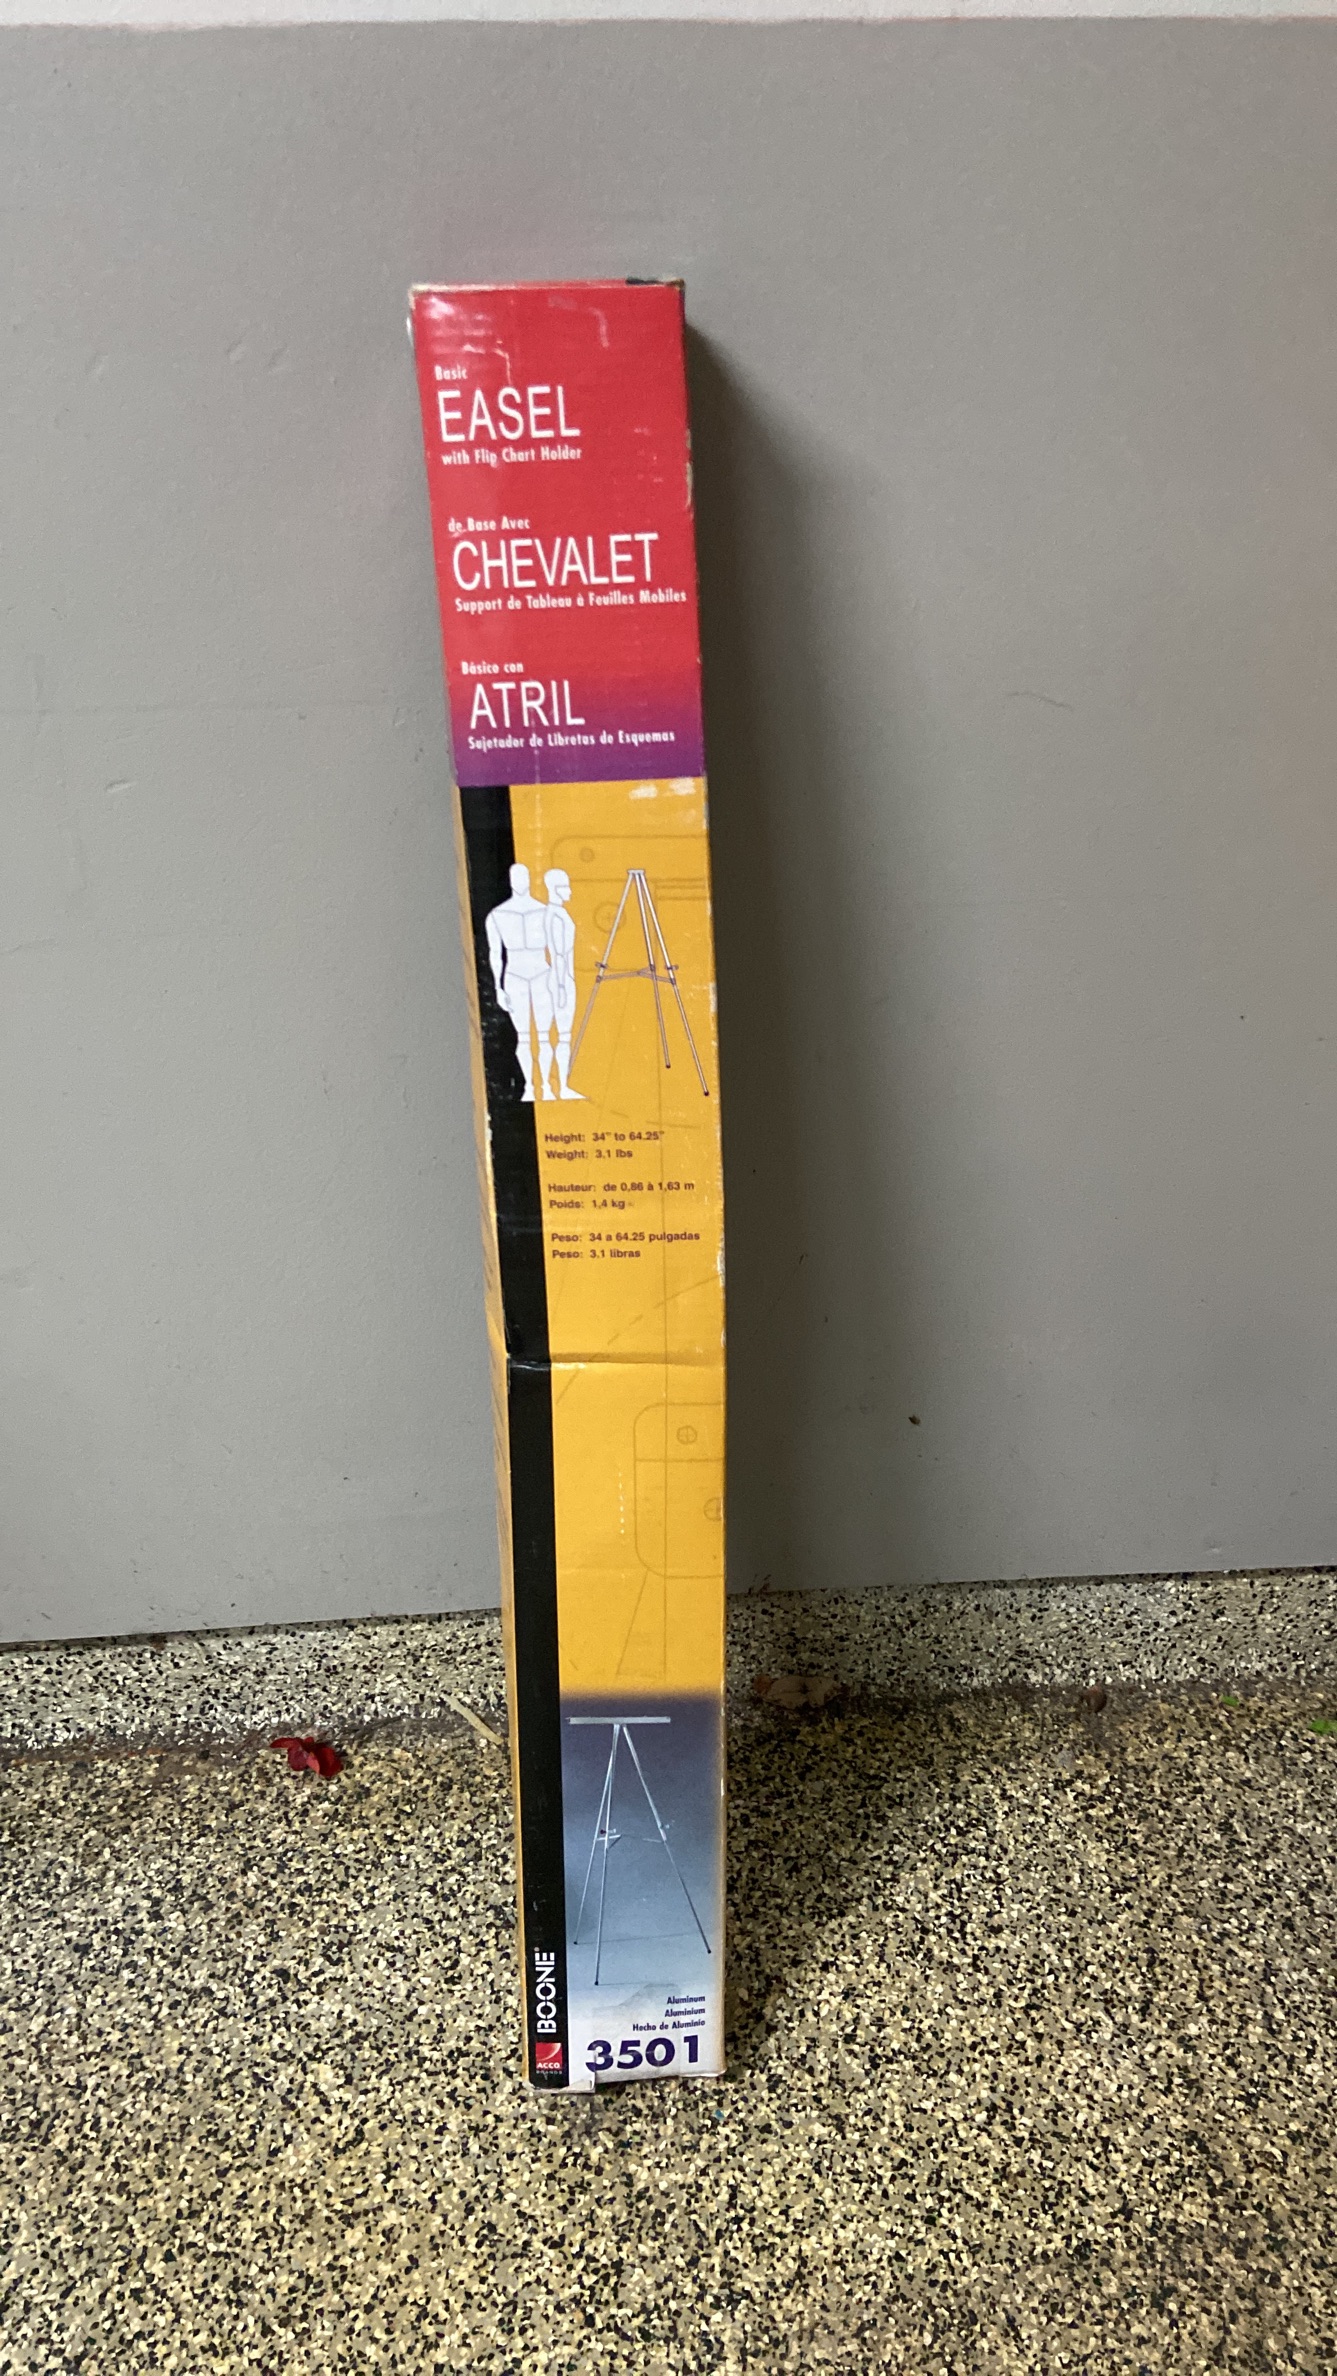 Basic
EASEL
with Flip Chart Holder
de Base Avec
CHEVALET
Support de Tableau à Feuilles Mobiles
Básico con
ATRIL
Sujetador de Libretas de Esquemas
Height: 34" to 64.25"
Weight: 3.1 lbs
Hauteur: de 0,86 à 1,63 m
Poids: 1,4 kg
Peso: 34 a 64.25 pulgadas
Peso: 3.1 libras
Aluminum
Aluminium
Hecho de Aluminio
3501
BOONE®
ACCO
BRANDS